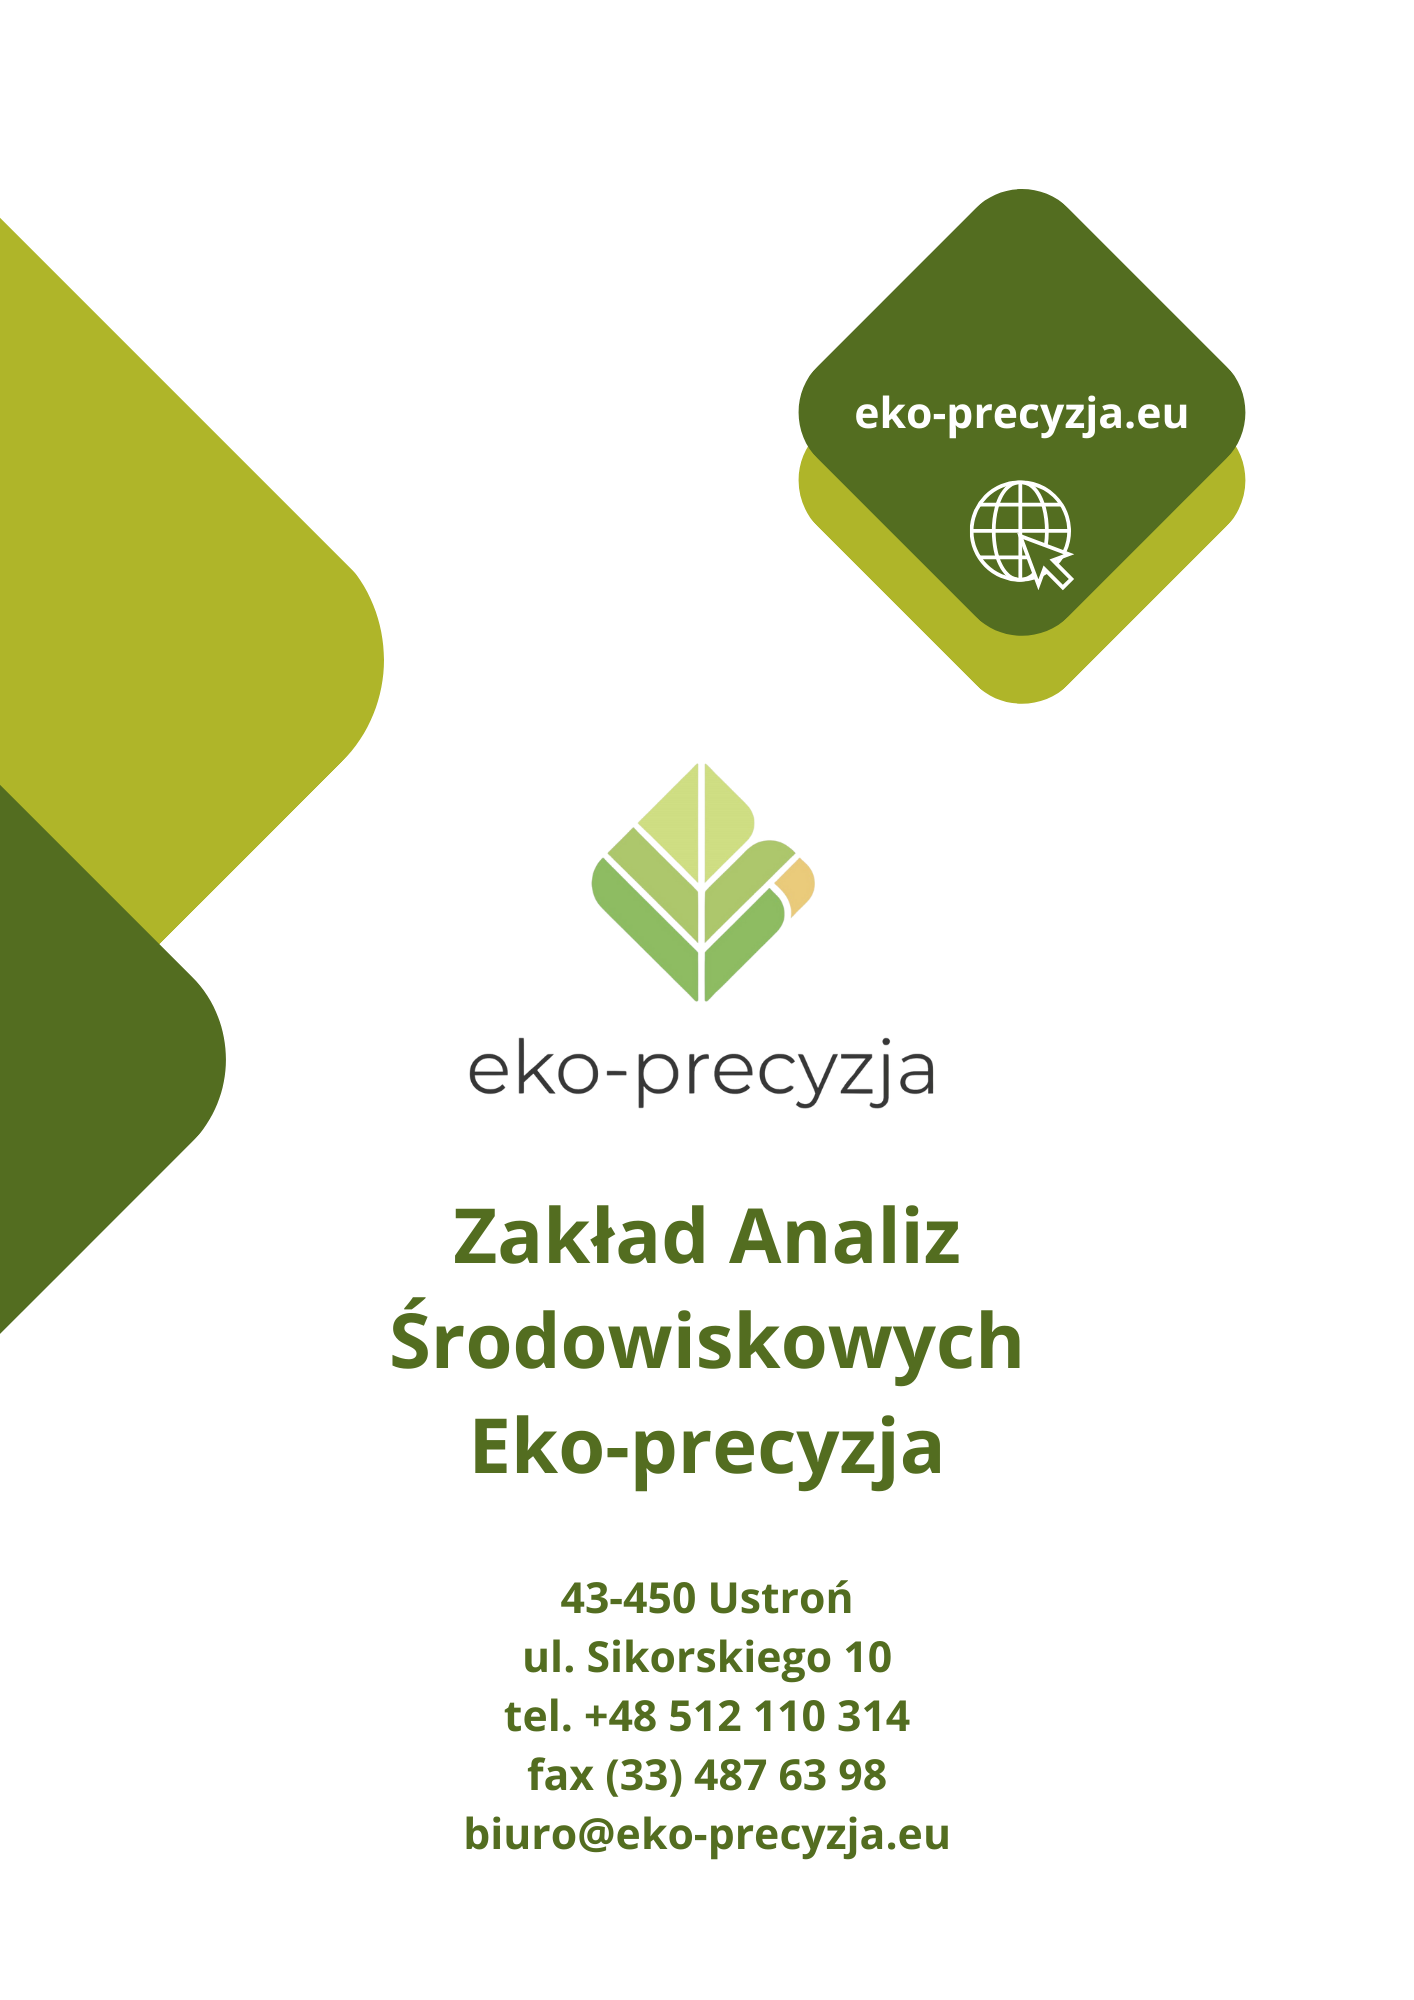 eko-precyzja.eu
eko-precyzja
Zakład Analiz
Środowiskowych
Eko-precyzja
43-450 Ustroń
ul. Sikorskiego 10
tel. +48 512 110 314
fax (33) 487 63 98
biuro@eko-precyzja.eu